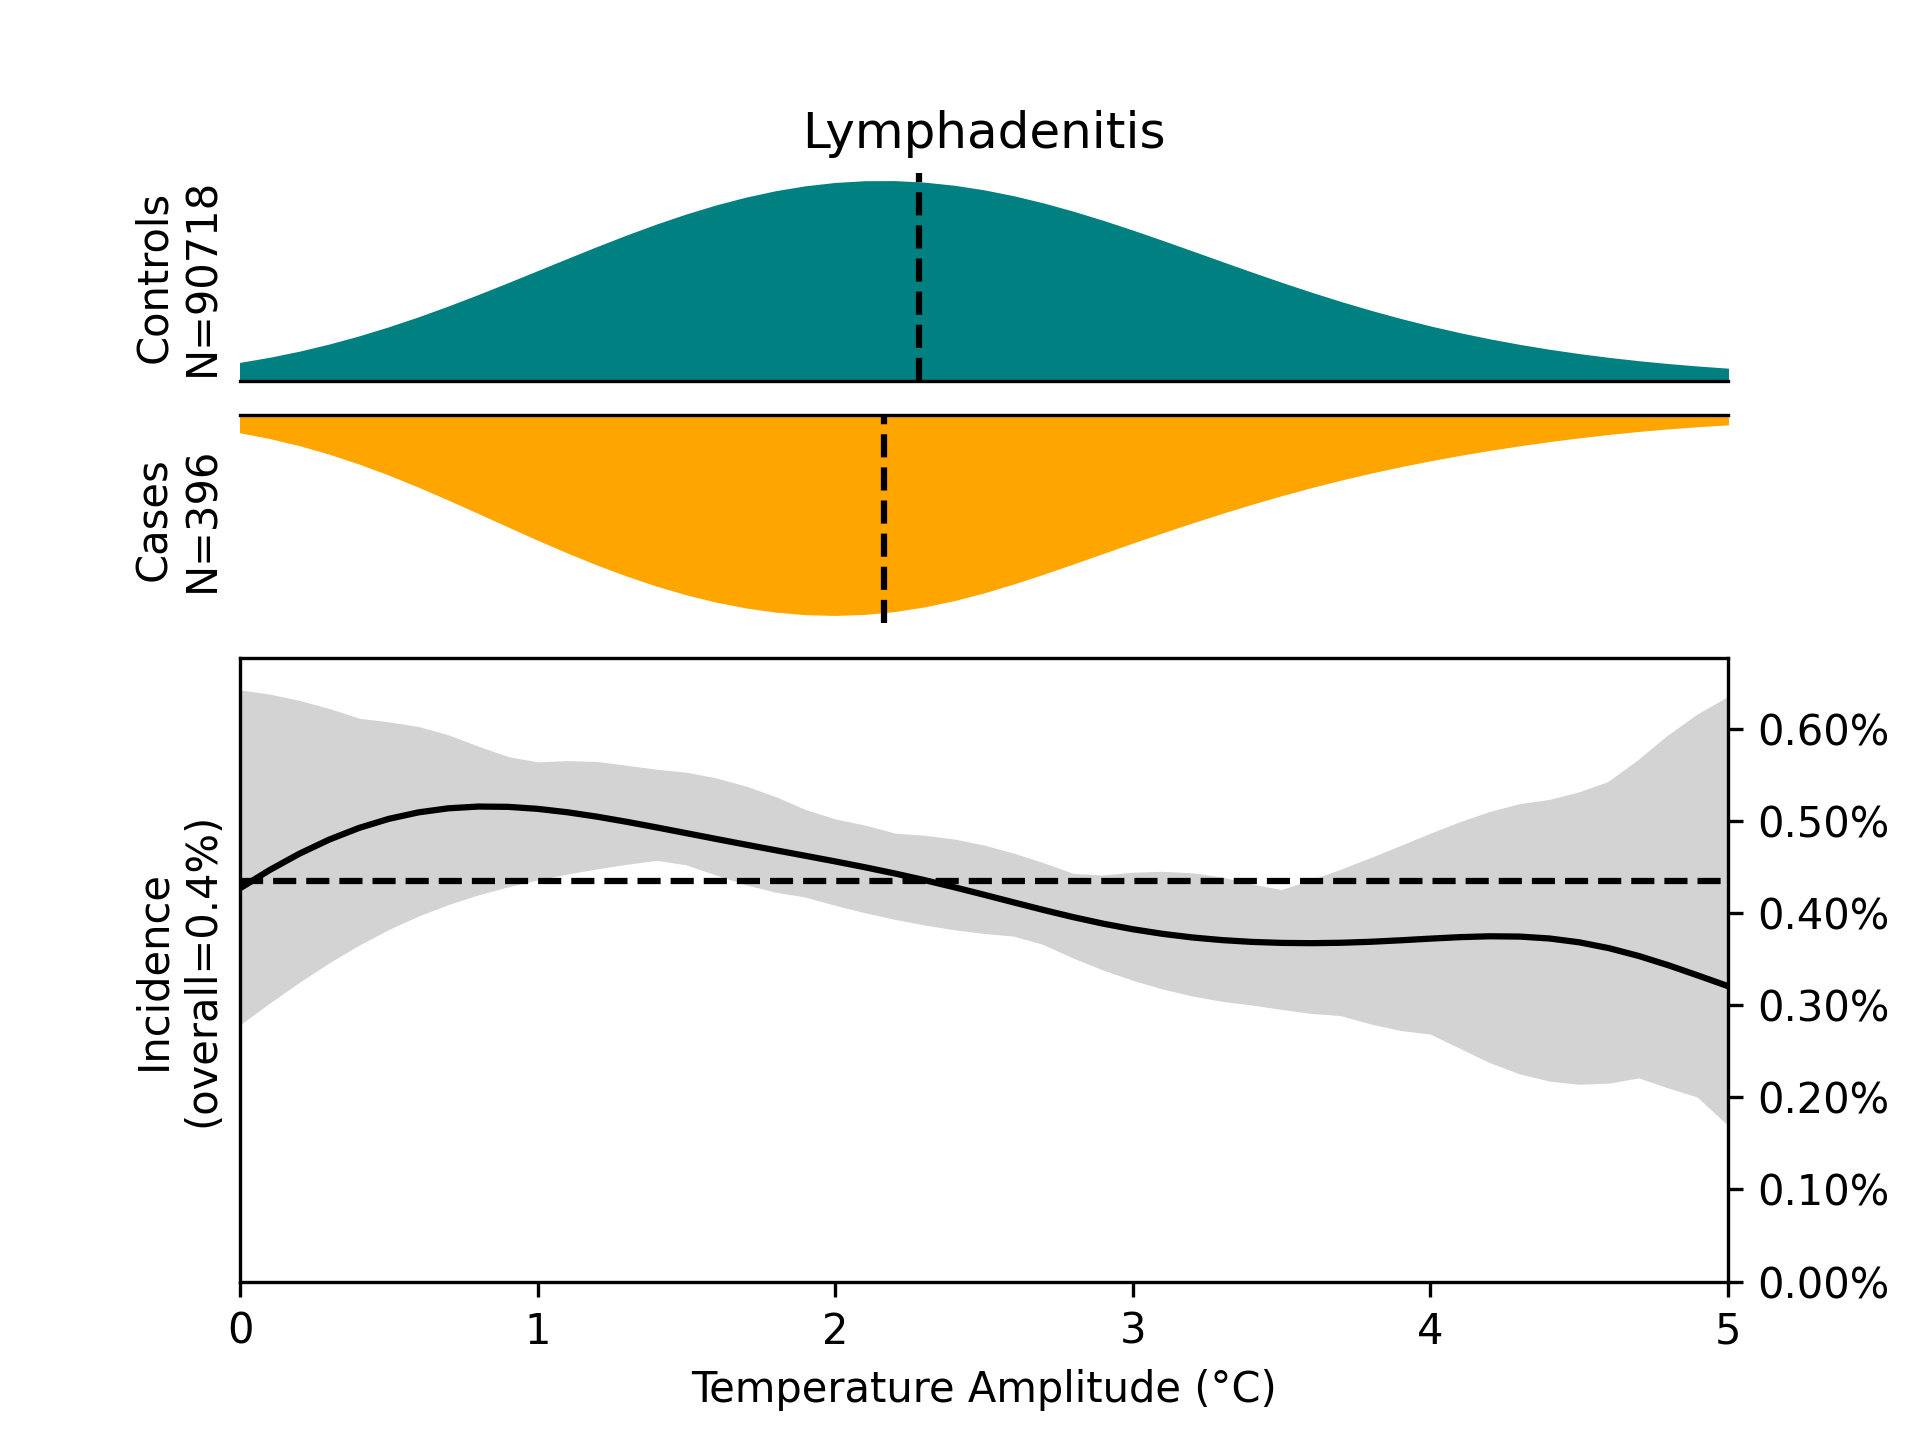 Lymphadenitis
Controls
N=90718
Cases
N=396
Incidence
(overall=0.4%)
0.60%
0.50%
0.40%
0.30%
0.20%
0.10%
0.00%
0 1 2 3 4 5
Temperature Amplitude (°C)